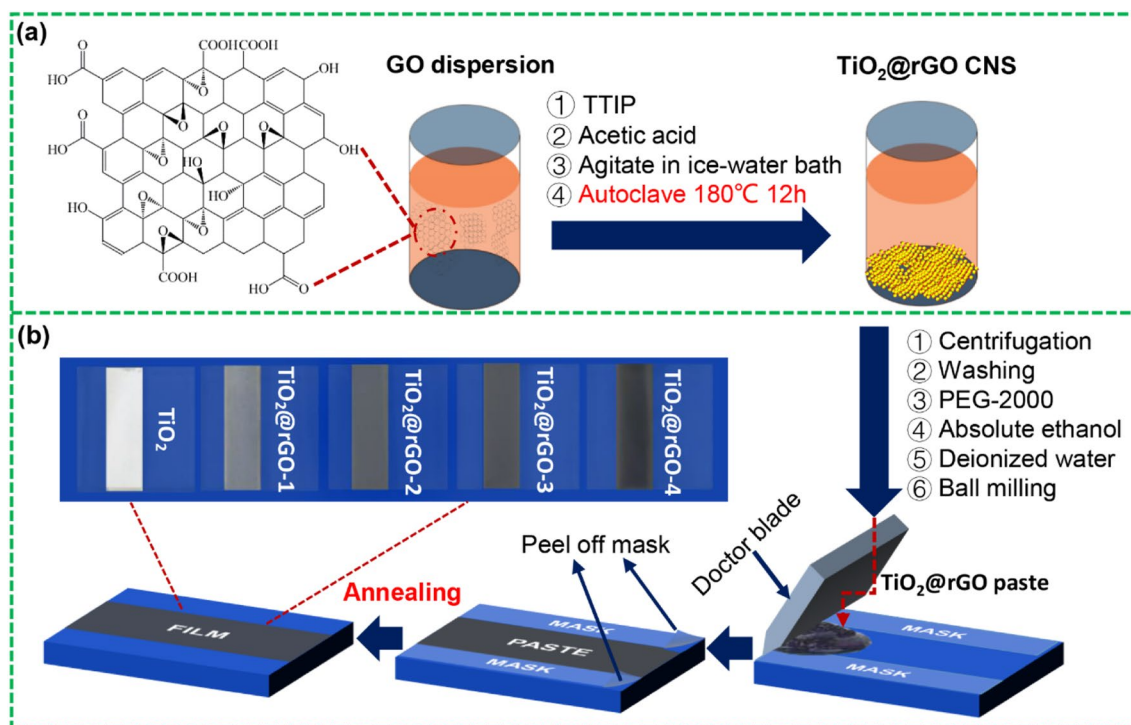 (a)
COOH
COOH
O
HO
O
OH
O
O
O
HO
O
HO
OH
HO
HO
O
O
O
O
COOH
HO
O
GO dispersion
① TTIP
② Acetic acid
③ Agitate in ice-water bath
④ Autoclave 180℃ 12h
TiO₂@rGO CNS
(b)
TiO₂
TiO₂@rGO-1
TiO₂@rGO-2
TiO₂@rGO-3
TiO₂@rGO-4
① Centrifugation
② Washing
③ PEG-2000
④ Absolute ethanol
⑤ Deionized water
⑥ Ball milling
Peel off mask
Doctor blade
TiO₂@rGO paste
Annealing
FILM
MASK
PASTE
MASK
MASK
MASK